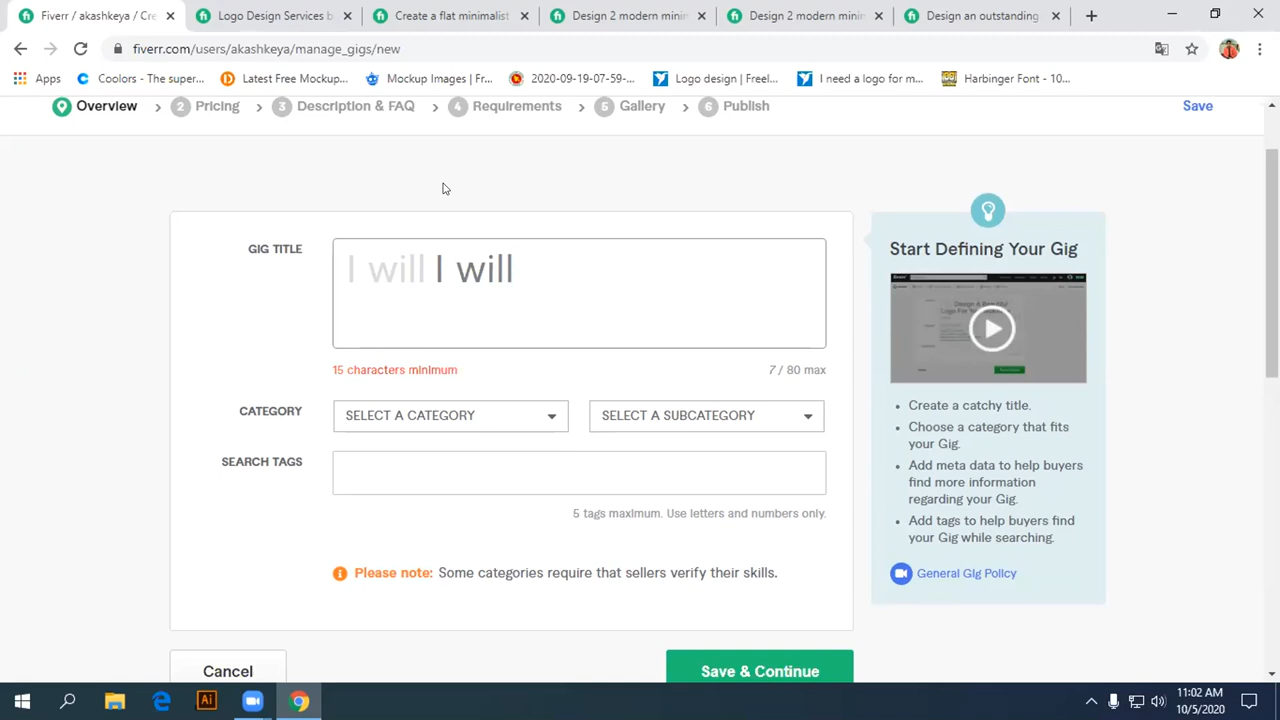 Fiverr / akashkeya / Cre
Logo Design Services b
Create a flat minimalist
Design 2 modern minim
Design 2 modern minim
Design an outstanding
fiverr.com/users/akashkeya/manage_gigs/new
Apps
Coolors - The super...
Latest Free Mockup...
Mockup Images | Fr...
2020-09-19-07-59-...
Logo design | Freel...
I need a logo for m...
Harbinger Font - 10...
Overview
2 Pricing
3 Description & FAQ
4 Requirements
5 Gallery
6 Publish
Save
GIG TITLE
I will I will
15 characters minimum
7 / 80 max
CATEGORY
SELECT A CATEGORY
SELECT A SUBCATEGORY
SEARCH TAGS
5 tags maximum. Use letters and numbers only.
Please note: Some categories require that sellers verify their skills.
Cancel
Save & Continue
Start Defining Your Gig
Create a catchy title.
Choose a category that fits
your Gig.
Add meta data to help buyers
find more information
regarding your Gig.
Add tags to help buyers find
your Gig while searching.
General Gig Policy
Ai
11:02 AM
10/5/2020